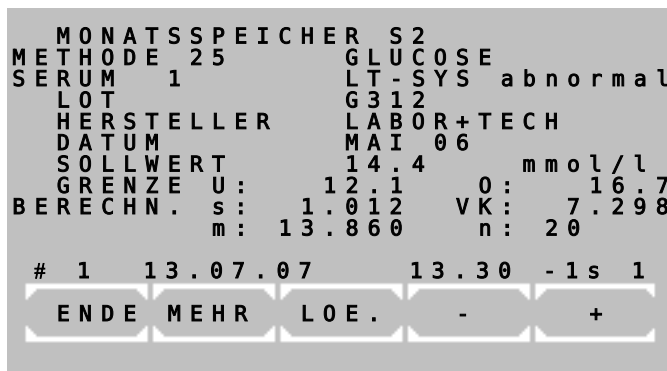 MONATSSPEICHER S2
METHODE 25 GLUCOSE
SERUM 1 LT-SYS abnormal
LOT G312
HERSTELLER LABOR+TECH
DATUM MAI 06
SOLLWERT 14.4 mmol/l
GRENZE U: 12.1 O: 16.7
BERECHN. s: 1.012 VK: 7.298
m: 13.860 n: 20
# 1 13.07.07 13.30 -1s 1
ENDE MEHR LOE. - +